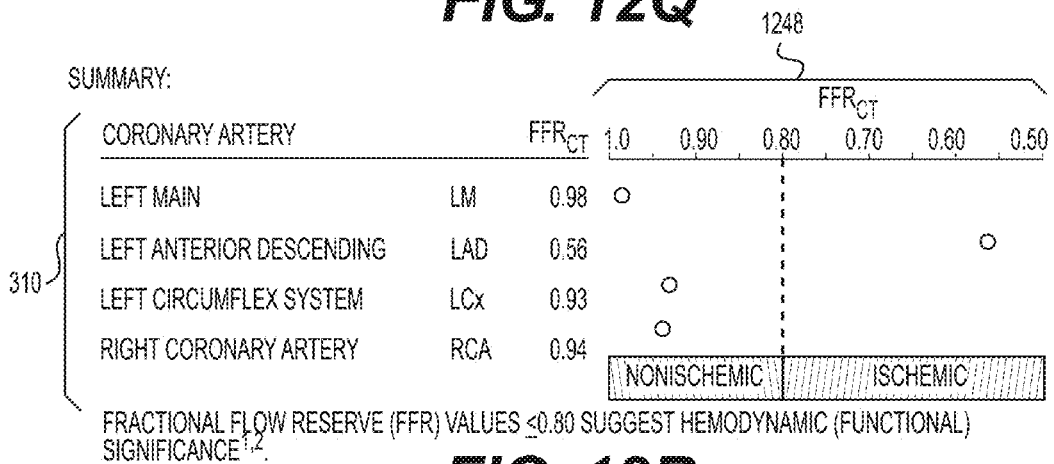 FIG. 12Q
1248
SUMMARY:
FFRCT
CORONARY ARTERY FFRCT 1.0 0.90 0.80 0.70 0.60 0.50
LEFT MAIN LM 0.98
LEFT ANTERIOR DESCENDING LAD 0.56
310
LEFT CIRCUMFLEX SYSTEM LCx 0.93
RIGHT CORONARY ARTERY RCA 0.94
NONISCHEMIC ISCHEMIC
FRACTIONAL FLOW RESERVE (FFR) VALUES ≤0.80 SUGGEST HEMODYNAMIC (FUNCTIONAL)
SIGNIFICANCE1,2.